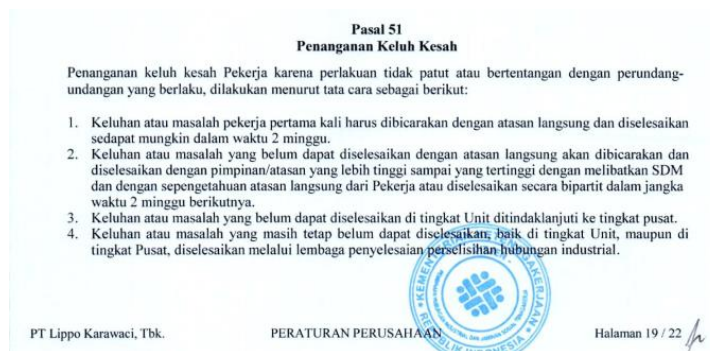 Pasal 51
Penanganan Keluh Kesah
Penanganan keluh kesah Pekerja karena perlakuan tidak patut atau bertentangan dengan perundang-
undangan yang berlaku, dilakukan menurut tata cara sebagai berikut:
1. Keluhan atau masalah pekerja pertama kali harus dibicarakan dengan atasan langsung dan diselesaikan
sedapat mungkin dalam waktu 2 minggu.
2. Keluhan atau masalah yang belum dapat diselesaikan dengan atasan langsung akan dibicarakan dan
diselesaikan dengan pimpinan/atasan yang lebih tinggi sampai yang tertinggi dengan melibatkan SDM
dan dengan sepengetahuan atasan langsung dari Pekerja atau diselesaikan secara bipartit dalam jangka
waktu 2 minggu berikutnya.
3. Keluhan atau masalah yang belum dapat diselesaikan di tingkat Unit ditindaklanjuti ke tingkat pusat.
4. Keluhan atau masalah yang masih tetap belum dapat diselesaikan, baik di tingkat Unit, maupun di
tingkat Pusat, diselesaikan melalui lembaga penyelesaian perselisihan hubungan industrial.
KEMENTERIAN KETENAGAKERJAAN
REPUBLIK INDONESIA
PT Lippo Karawaci, Tbk. PERATURAN PERUSAHAAN Halaman 19 / 22